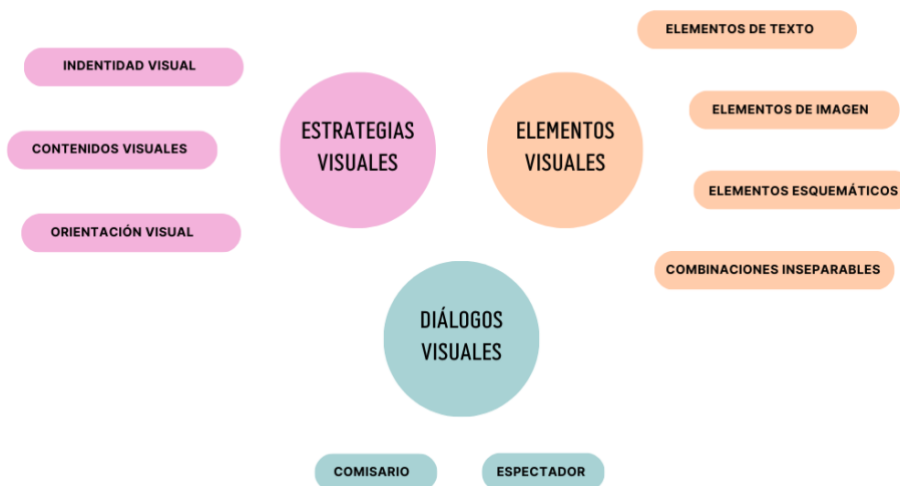 ELEMENTOS DE TEXTO
INDENTIDAD VISUAL
ELEMENTOS DE IMAGEN
ESTRATEGIAS
VISUALES
ELEMENTOS
VISUALES
CONTENIDOS VISUALES
ELEMENTOS ESQUEMÁTICOS
ORIENTACIÓN VISUAL
COMBINACIONES INSEPARABLES
DIÁLOGOS
VISUALES
COMISARIO
ESPECTADOR